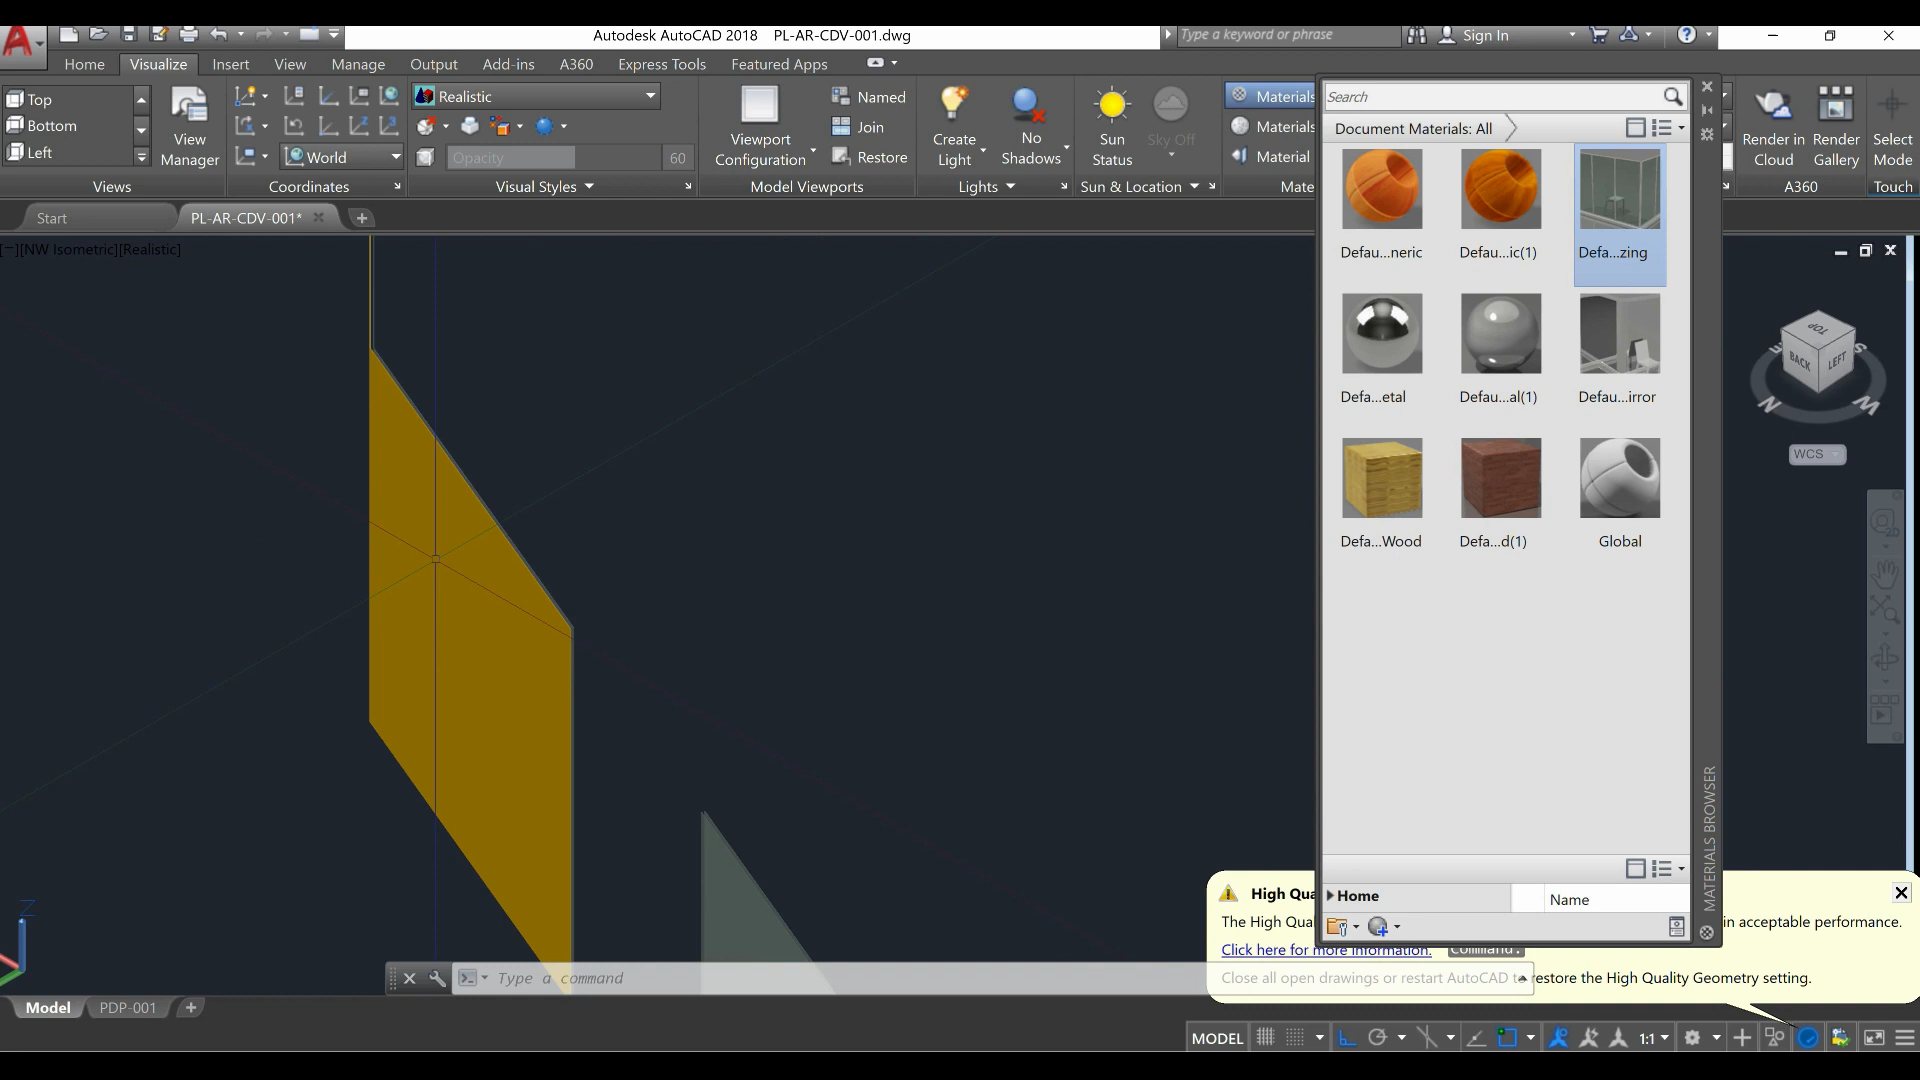 Autodesk AutoCAD 2018 PL-AR-CDV-001.dwg
Type a keyword or phrase
Sign In
Home Visualize Insert View Manage Output Add-ins A360 Express Tools Featured Apps
Top
Bottom
Left
View
Manager
World
Realistic
Opacity 60
Viewport
Configuration
Named
Join
Restore
Create
Light
No
Shadows
Sun
Status
Sky Off
Materials
Materials
Material
Render in
Cloud
Render
Gallery
Select
Mode
Views Coordinates Visual Styles Model Viewports Lights Sun & Location Mate A360 Touch
Start PL-AR-CDV-001*
[−][NW Isometric][Realistic]
Search
Document Materials: All
Defau...neric Defau...ic(1) Defa...zing
Defa...etal Defau...al(1) Defau...irror
Defa...Wood Defa...d(1) Global
Home Name
MATERIALS BROWSER
TOP
BACK LEFT
N W S
WCS
2D
High Qua
The High Qual
in acceptable performance.
Click here for more information.
Command:
Close all open drawings or restart AutoCAD to restore the High Quality Geometry setting.
Z
Type a command
Model PDP-001
MODEL 1:1